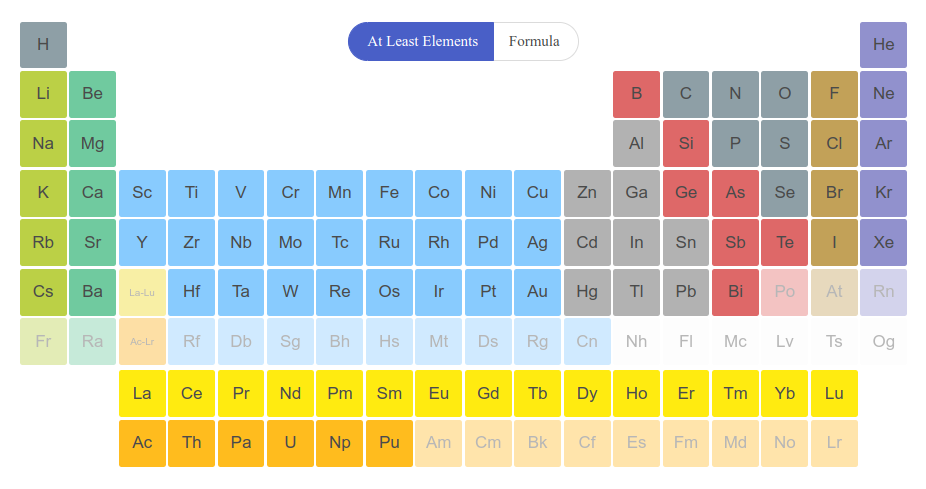 H At Least Elements Formula He
Li Be B C N O F Ne
Na Mg Al Si P S Cl Ar
K Ca Sc Ti V Cr Mn Fe Co Ni Cu Zn Ga Ge As Se Br Kr
Rb Sr Y Zr Nb Mo Tc Ru Rh Pd Ag Cd In Sn Sb Te I Xe
Cs Ba La-Lu Hf Ta W Re Os Ir Pt Au Hg Tl Pb Bi Po At Rn
Fr Ra Ac-Lr Rf Db Sg Bh Hs Mt Ds Rg Cn Nh Fl Mc Lv Ts Og
La Ce Pr Nd Pm Sm Eu Gd Tb Dy Ho Er Tm Yb Lu
Ac Th Pa U Np Pu Am Cm Bk Cf Es Fm Md No Lr